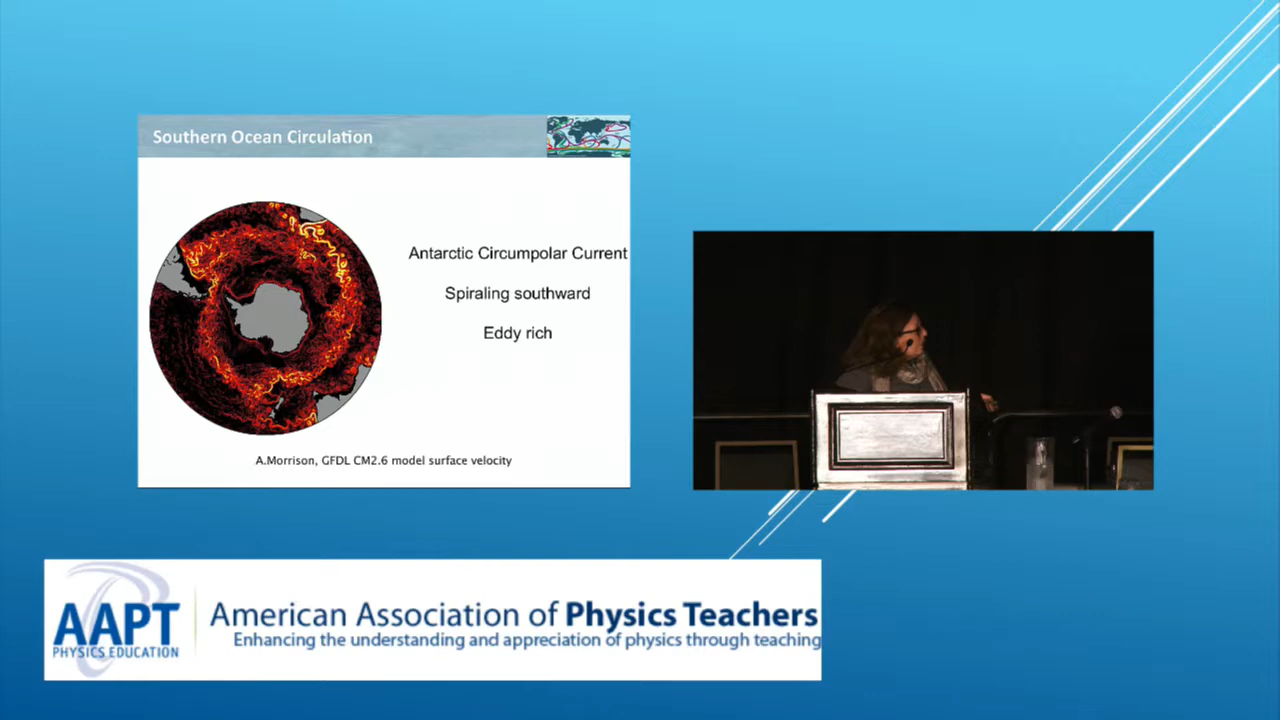 Southern Ocean Circulation
Antarctic Circumpolar Current
Spiraling southward
Eddy rich
A.Morrison, GFDL CM2.6 model surface velocity
AAPT
PHYSICS EDUCATION
American Association of Physics Teachers
Enhancing the understanding and appreciation of physics through teaching